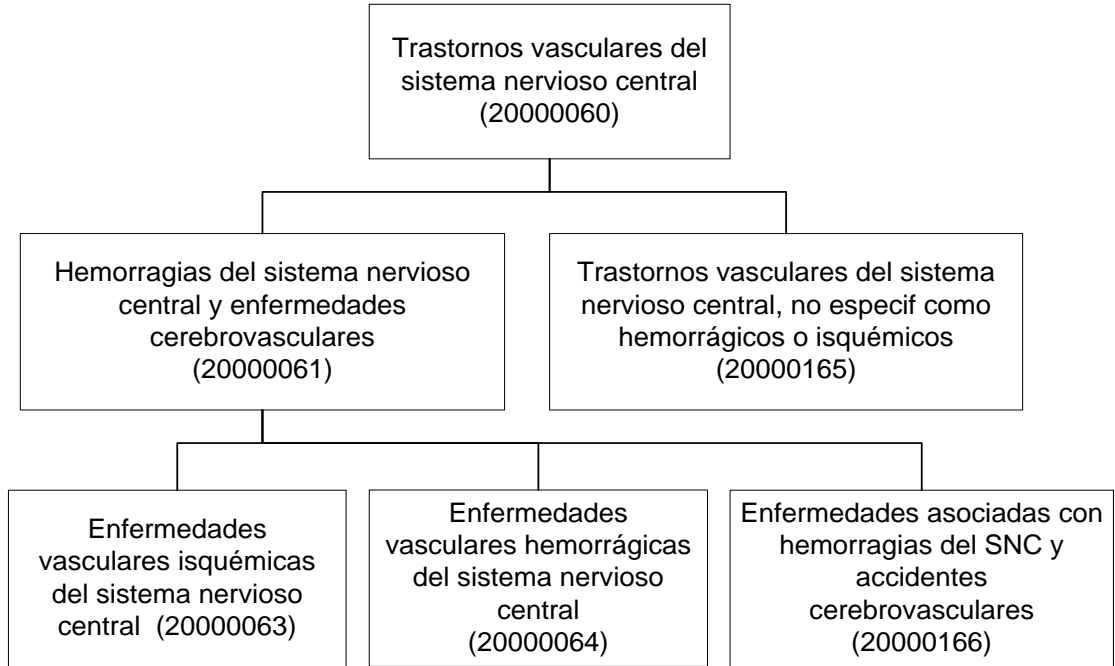 Trastornos vasculares del
sistema nervioso central
(20000060)
Hemorragias del sistema nervioso
central y enfermedades
cerebrovasculares
(20000061)
Trastornos vasculares del sistema
nervioso central, no especif como
hemorrágicos o isquémicos
(20000165)
Enfermedades
vasculares isquémicas
del sistema nervioso
central  (20000063)
Enfermedades
vasculares hemorrágicas
del sistema nervioso
central
(20000064)
Enfermedades asociadas con
hemorragias del SNC y
accidentes
cerebrovasculares
(20000166)